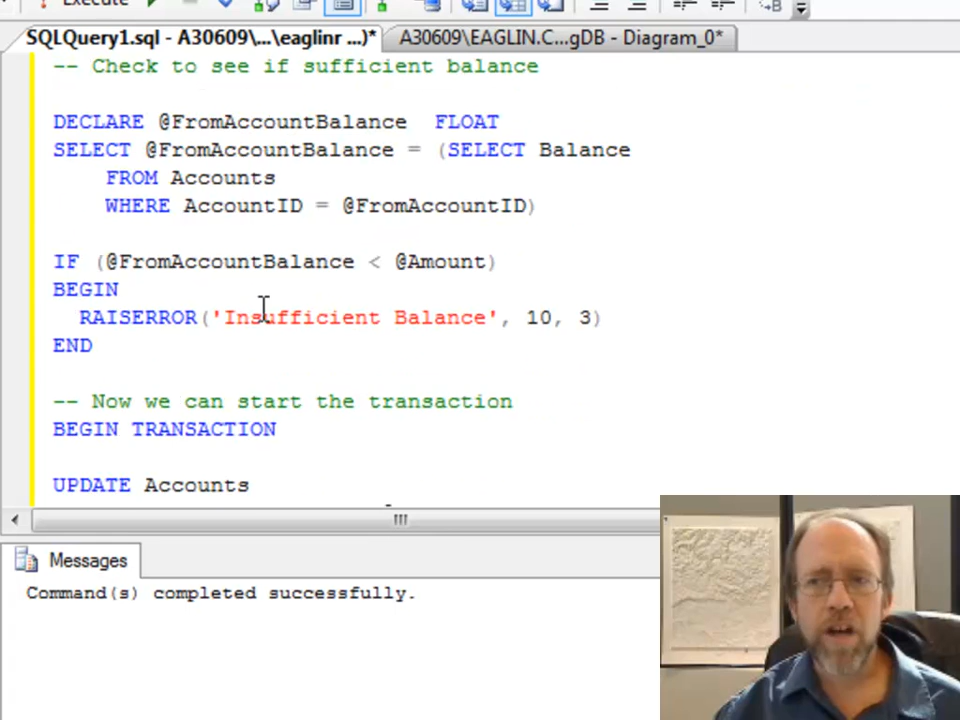 Execute
SQLQuery1.sql - A30609\...\eaglinr ...)* A30609\EAGLIN.C...gDB - Diagram_0*
-- Check to see if sufficient balance
DECLARE @FromAccountBalance FLOAT
SELECT @FromAccountBalance = (SELECT Balance
FROM Accounts
WHERE AccountID = @FromAccountID)
IF (@FromAccountBalance < @Amount)
BEGIN
RAISERROR('Insufficient Balance', 10, 3)
END
-- Now we can start the transaction
BEGIN TRANSACTION
UPDATE Accounts
Messages
Command(s) completed successfully.